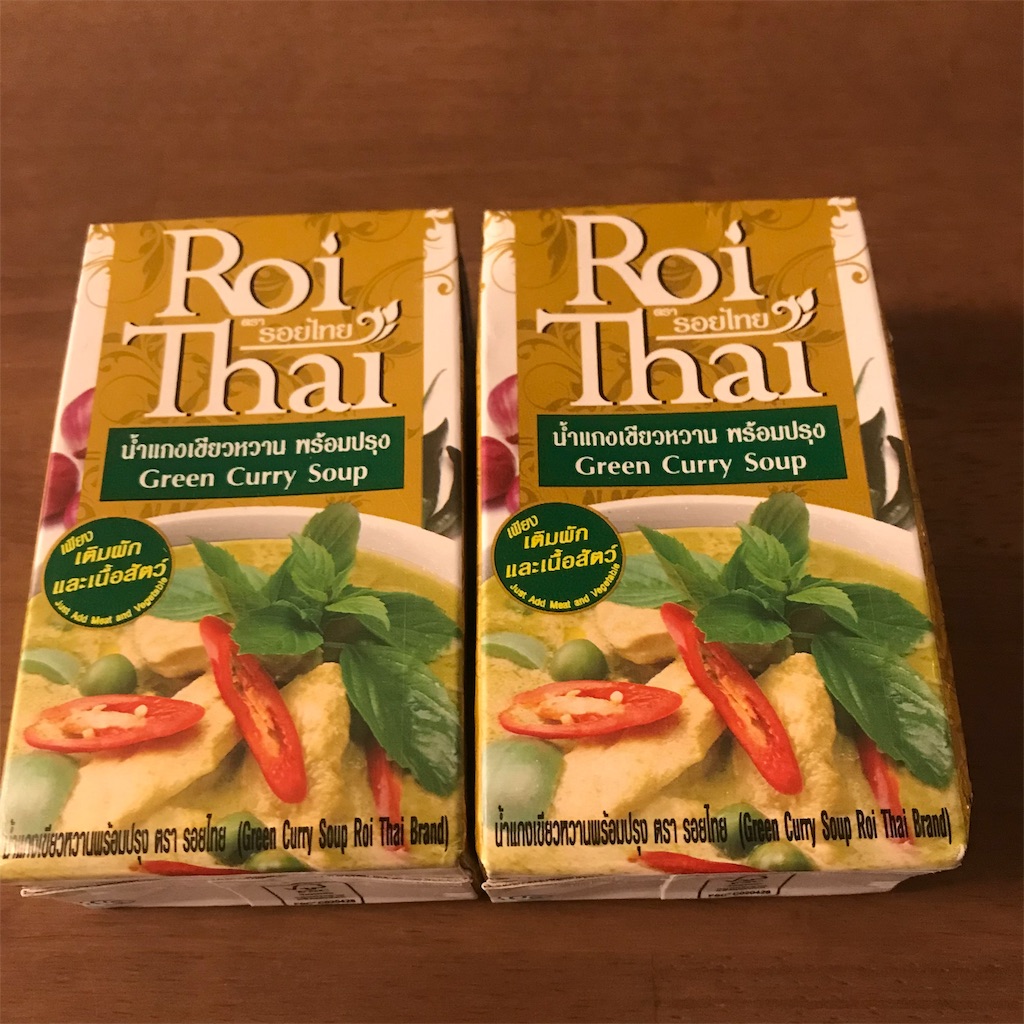 Roi
ตรา
รอยไทย
Thai
น้ำแกงเขียวหวาน พร้อมปรุง
Green Curry Soup
เพียง
เติมผัก
และเนื้อสัตว์
Just Add Meat and Vegetable
น้ำแกงเขียวหวานพร้อมปรุง ตรา รอยไทย (Green Curry Soup Roi Thai Brand)
Roi
ตรา
รอยไทย
Thai
น้ำแกงเขียวหวาน พร้อมปรุง
Green Curry Soup
เพียง
เติมผัก
และเนื้อสัตว์
Just Add Meat and Vegetable
น้ำแกงเขียวหวานพร้อมปรุง ตรา รอยไทย (Green Curry Soup Roi Thai Brand)